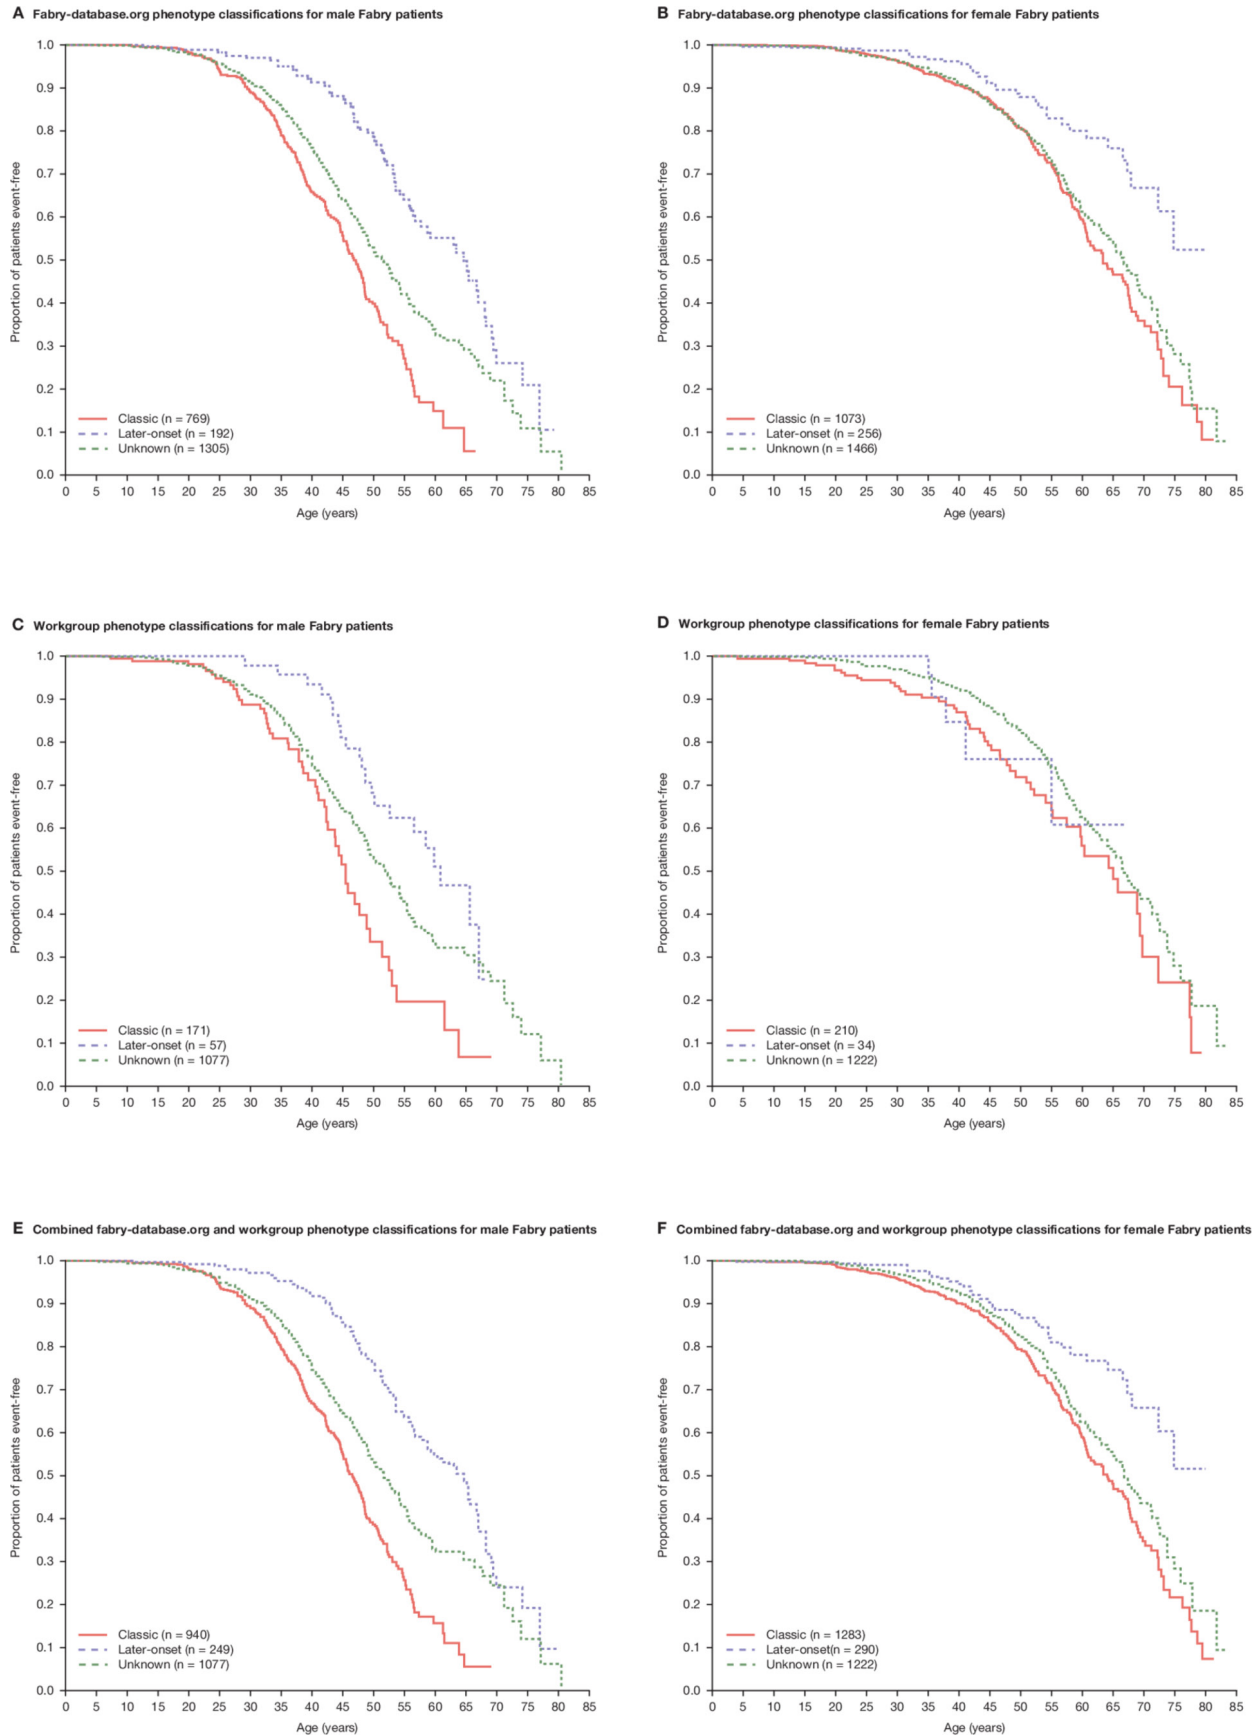 A Fabry-database.org phenotype classifications for male Fabry patients
1.0
0.9
0.8
0.7
0.6
0.5
0.4
0.3
0.2
0.1
0.0
Proportion of patients event-free
Classic (n = 769)
Later-onset (n = 192)
Unknown (n = 1305)
0 5 10 15 20 25 30 35 40 45 50 55 60 65 70 75 80 85
Age (years)
B Fabry-database.org phenotype classifications for female Fabry patients
1.0
0.9
0.8
0.7
0.6
0.5
0.4
0.3
0.2
0.1
0.0
Proportion of patients event-free
Classic (n = 1073)
Later-onset (n = 256)
Unknown (n = 1466)
0 5 10 15 20 25 30 35 40 45 50 55 60 65 70 75 80 85
Age (years)
C Workgroup phenotype classifications for male Fabry patients
1.0
0.9
0.8
0.7
0.6
0.5
0.4
0.3
0.2
0.1
0.0
Proportion of patients event-free
Classic (n = 171)
Later-onset (n = 57)
Unknown (n = 1077)
0 5 10 15 20 25 30 35 40 45 50 55 60 65 70 75 80 85
Age (years)
D Workgroup phenotype classifications for female Fabry patients
1.0
0.9
0.8
0.7
0.6
0.5
0.4
0.3
0.2
0.1
0.0
Proportion of patients event-free
Classic (n = 210)
Later-onset (n = 34)
Unknown (n = 1222)
0 5 10 15 20 25 30 35 40 45 50 55 60 65 70 75 80 85
Age (years)
E Combined fabry-database.org and workgroup phenotype classifications for male Fabry patients
1.0
0.9
0.8
0.7
0.6
0.5
0.4
0.3
0.2
0.1
0.0
Proportion of patients event-free
Classic (n = 940)
Later-onset (n = 249)
Unknown (n = 1077)
0 5 10 15 20 25 30 35 40 45 50 55 60 65 70 75 80 85
Age (years)
F Combined fabry-database.org and workgroup phenotype classifications for female Fabry patients
1.0
0.9
0.8
0.7
0.6
0.5
0.4
0.3
0.2
0.1
0.0
Proportion of patients event-free
Classic (n = 1283)
Later-onset(n = 290)
Unknown (n = 1222)
0 5 10 15 20 25 30 35 40 45 50 55 60 65 70 75 80 85
Age (years)